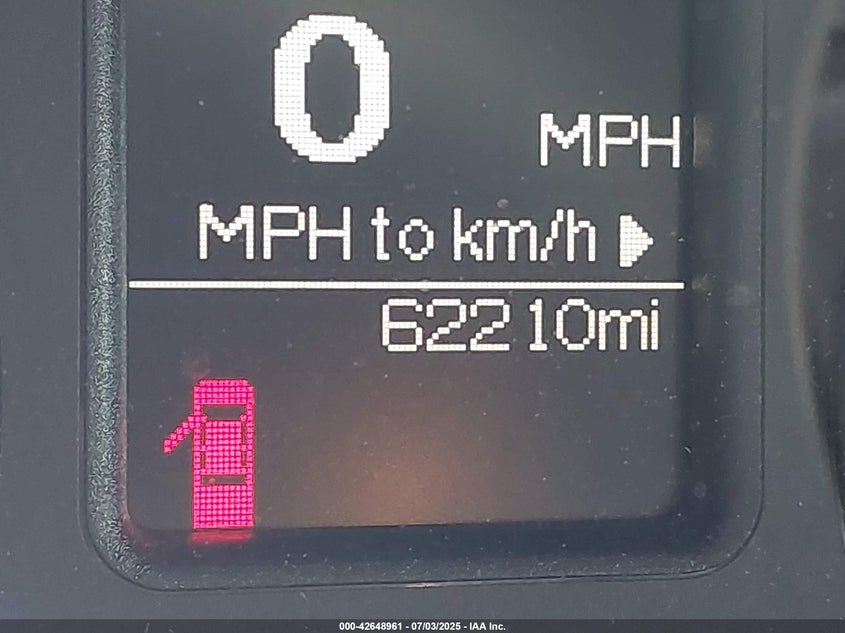 0
MPH
MPH to km/h ▶
62210mi
000-42648961 - 07/03/2025 - IAA Inc.